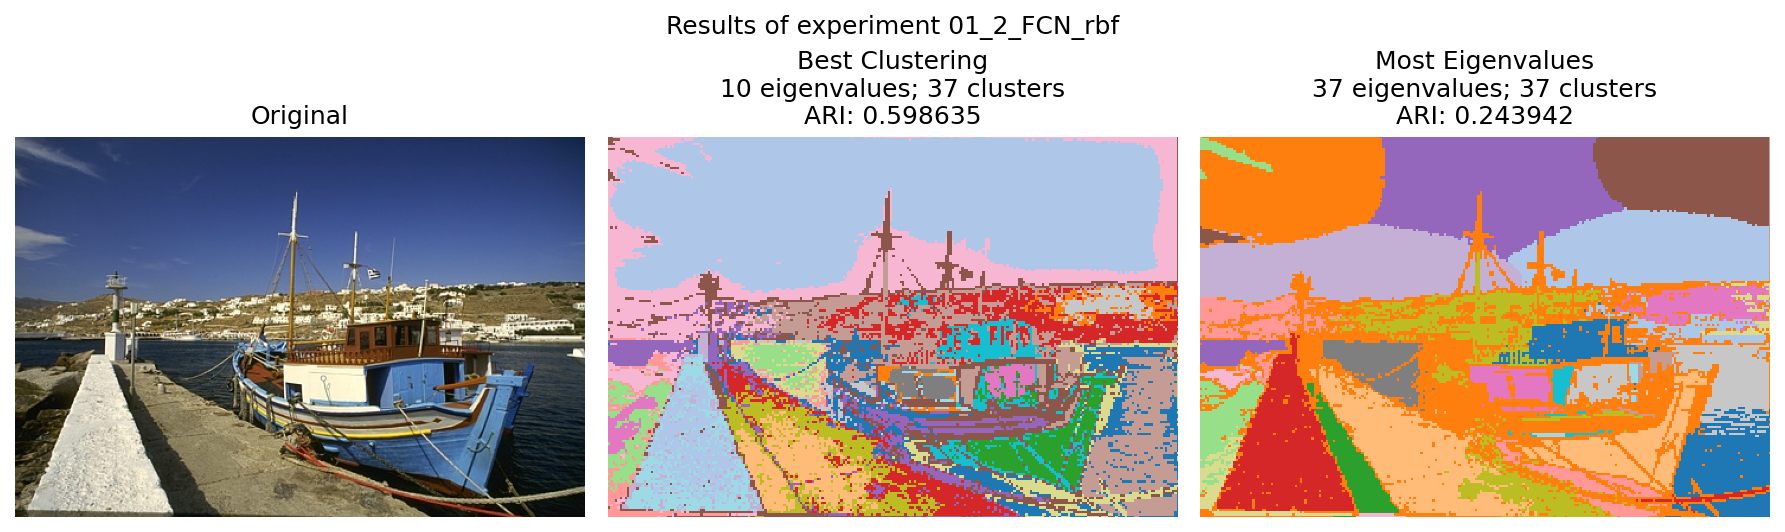 Results of experiment 01_2_FCN_rbf
Original
Best Clustering
10 eigenvalues; 37 clusters
ARI: 0.598635
Most Eigenvalues
37 eigenvalues; 37 clusters
ARI: 0.243942